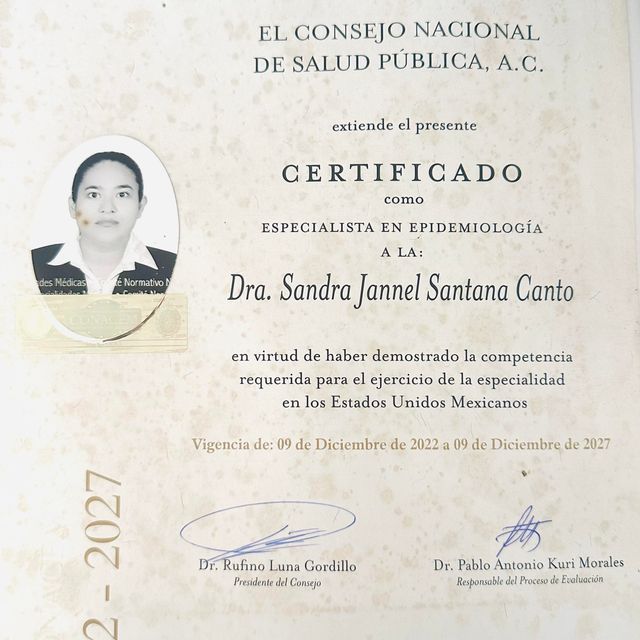 EL CONSEJO NACIONAL
DE SALUD PÚBLICA, A.C.
extiende el presente
CERTIFICADO
como
ESPECIALISTA EN EPIDEMIOLOGÍA
A LA:
Dra. Sandra Jannel Santana Canto
en virtud de haber demostrado la competencia
requerida para el ejercicio de la especialidad
en los Estados Unidos Mexicanos
Vigencia de: 09 de Diciembre de 2022 a 09 de Diciembre de 2027
Dr. Rufino Luna Gordillo
Presidente del Consejo
Dr. Pablo Antonio Kuri Morales
Responsable del Proceso de Evaluación
2 - 2027
des Médicas
Normativo